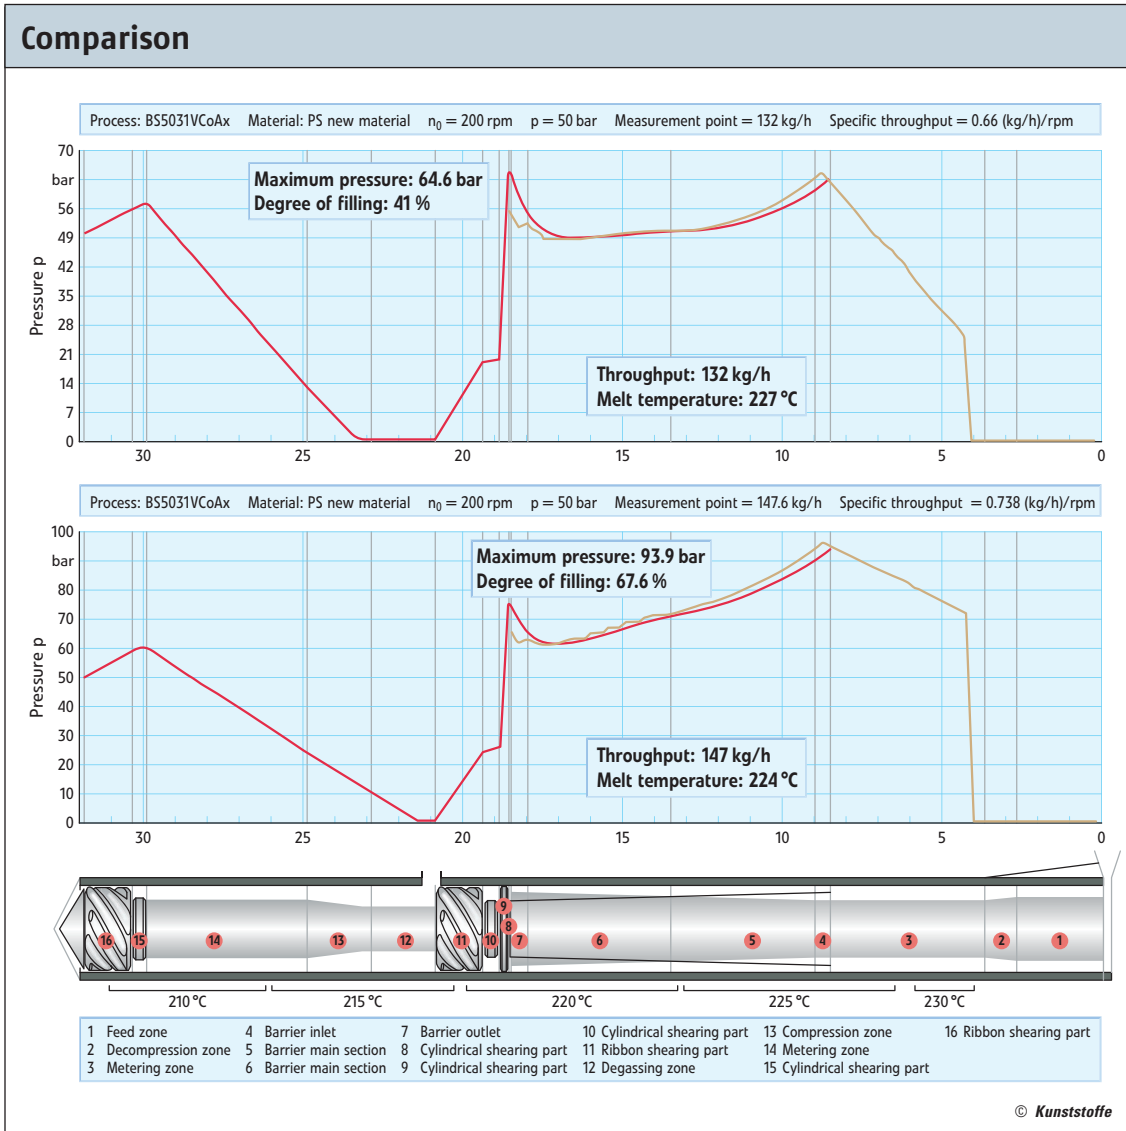 Comparison
Process: BS5031VCoAx Material: PS new material n0 = 200 rpm p = 50 bar Measurement point = 132 kg/h Specific throughput = 0.66 (kg/h)/rpm
70
bar
56
49
42
35
28
21
14
7
0
Pressure p
Maximum pressure: 64.6 bar
Degree of filling: 41 %
Throughput: 132 kg/h
Melt temperature: 227 °C
30 25 20 15 10 5 0
Process: BS5031VCoAx Material: PS new material n0 = 200 rpm p = 50 bar Measurement point = 147.6 kg/h Specific throughput = 0.738 (kg/h)/rpm
100
bar
80
70
60
50
40
30
20
10
0
Pressure p
Maximum pressure: 93.9 bar
Degree of filling: 67.6 %
Throughput: 147 kg/h
Melt temperature: 224 °C
30 25 20 15 10 5 0
16 15 14 13 12 11 10 9 8 7 6 5 4 3 2 1
210 °C 215 °C 220 °C 225 °C 230 °C
1 Feed zone 4 Barrier inlet 7 Barrier outlet 10 Cylindrical shearing part 13 Compression zone 16 Ribbon shearing part
2 Decompression zone 5 Barrier main section 8 Cylindrical shearing part 11 Ribbon shearing part 14 Metering zone
3 Metering zone 6 Barrier main section 9 Cylindrical shearing part 12 Degassing zone 15 Cylindrical shearing part
© Kunststoffe